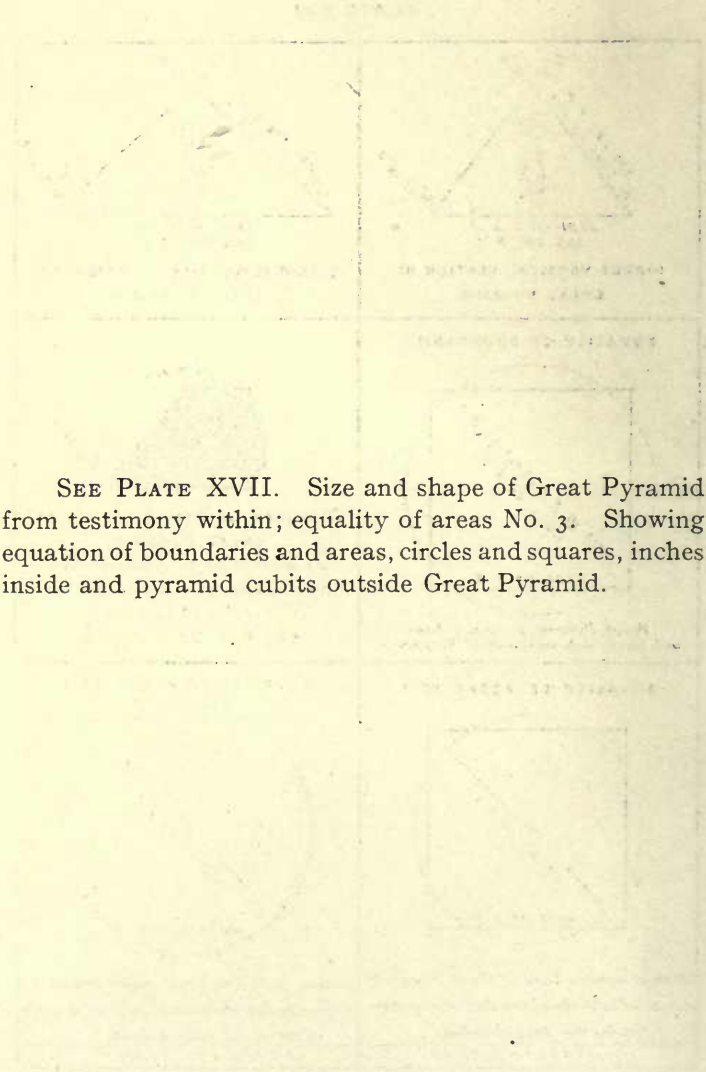 SEE PLATE XVII. Size and shape of Great Pyramid
from testimony within; equality of areas No. 3. Showing
equation of boundaries and areas, circles and squares, inches
inside and pyramid cubits outside Great Pyramid.